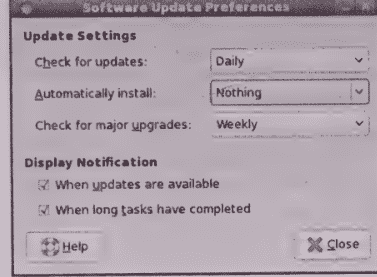 Software Update Preferences
Update Settings
Check for updates: Daily
Automatically install: Nothing
Check for major upgrades: Weekly
Display Notification
When updates are available
When long tasks have completed
Help Close